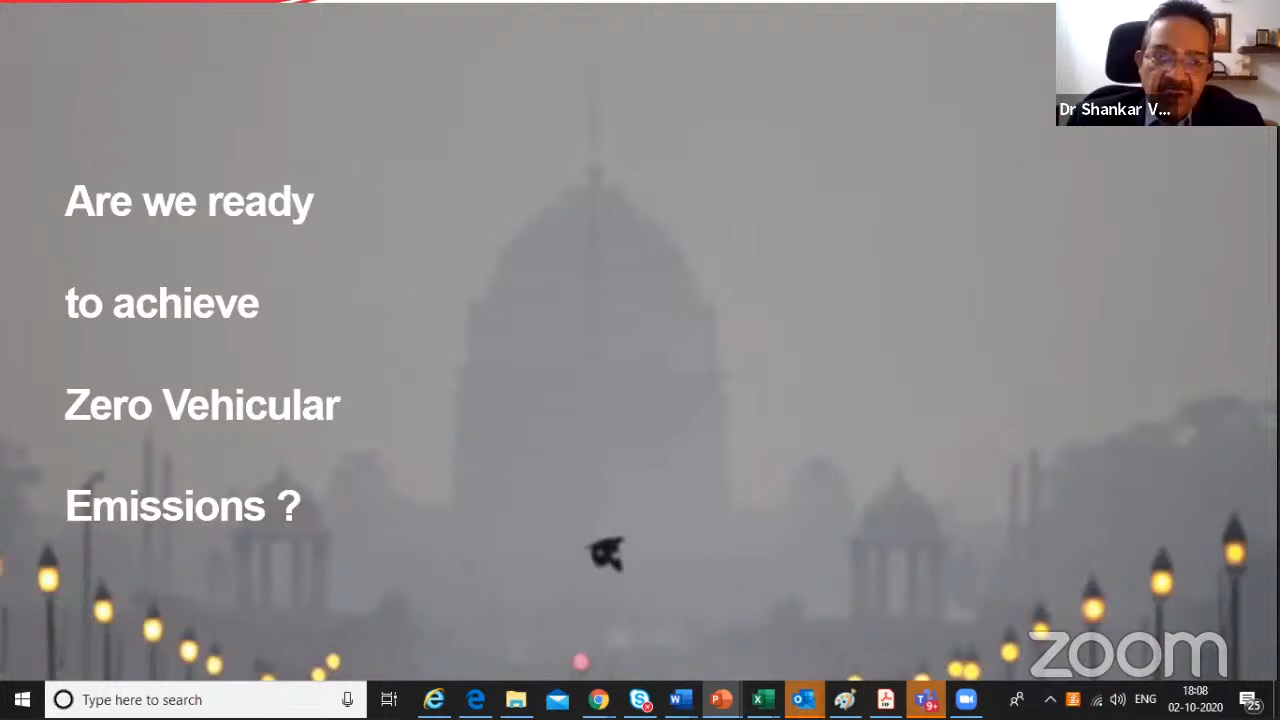 Dr Shankar V...
Are we ready
to achieve
Zero Vehicular
Emissions ?
zoom
Type here to search
9+
ENG
18:08
02-10-2020
25